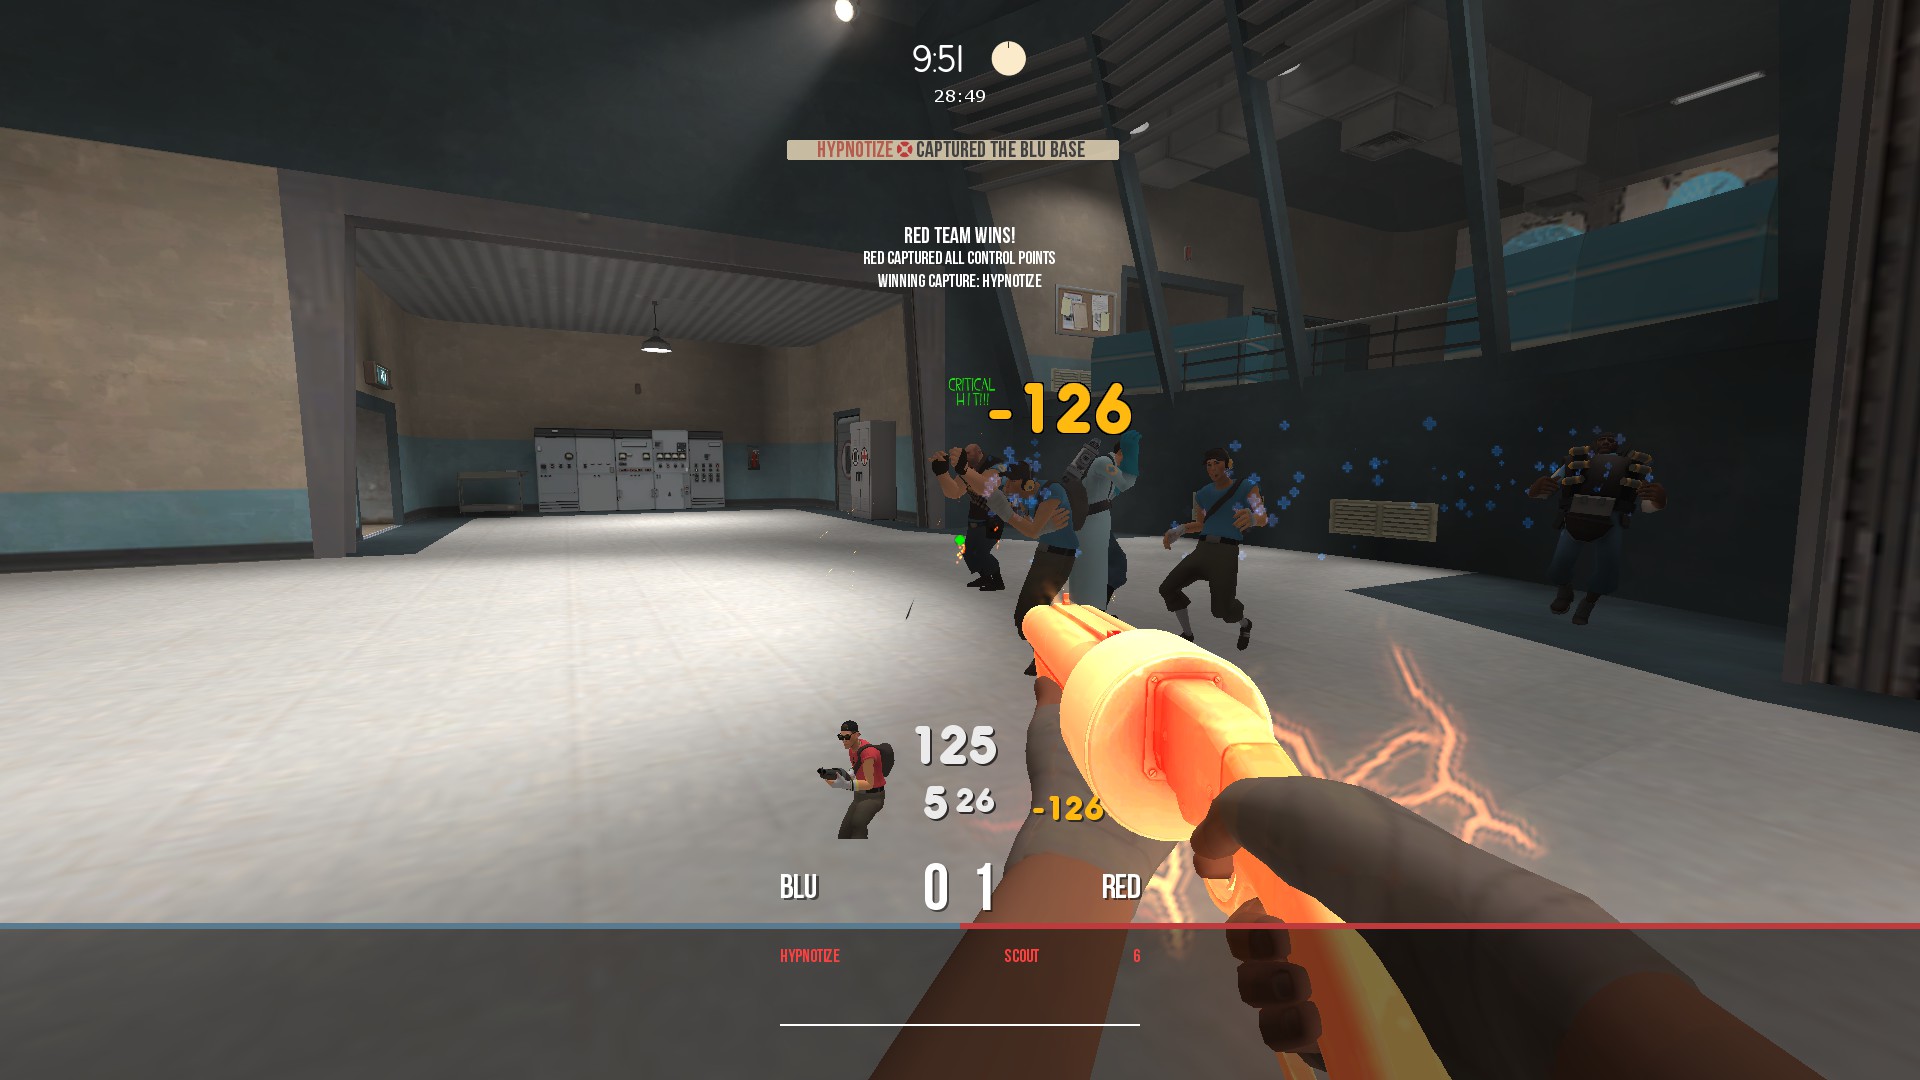 9:51
28:49
HYPNOTIZE CAPTURED THE BLU BASE
RED TEAM WINS!
RED CAPTURED ALL CONTROL POINTS
WINNING CAPTURE: HYPNOTIZE
CRITICAL
HIT!!!
-126
125
5 26
-126
BLU 0 1 RED
HYPNOTIZE SCOUT 6